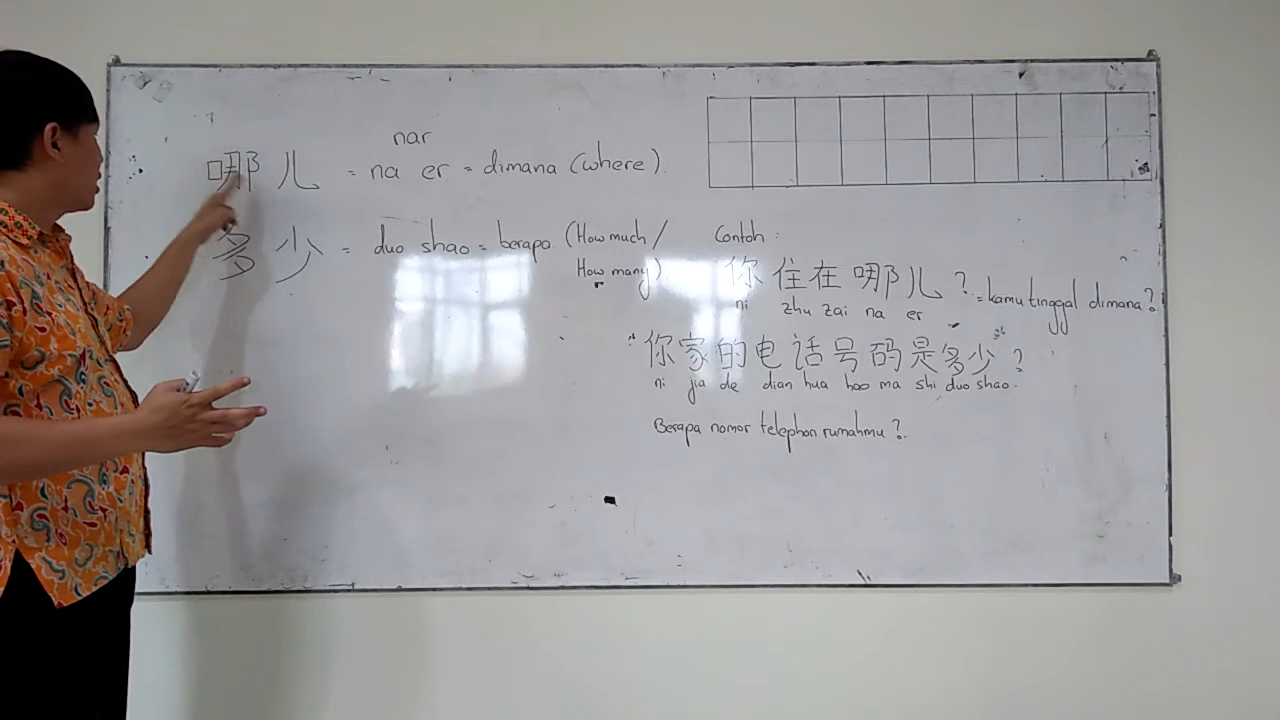 nar
哪儿 = na er = dimana (where).
多少 = duo shao = berapa (How much /
How many)
Contoh :
你住在哪儿? = kamu tinggal dimana?
ni zhu zai na er
你家的电话号码是多少?
ni jia de dian hua hao ma shi duo shao.
Berapa nomor telephon rumahmu ?.